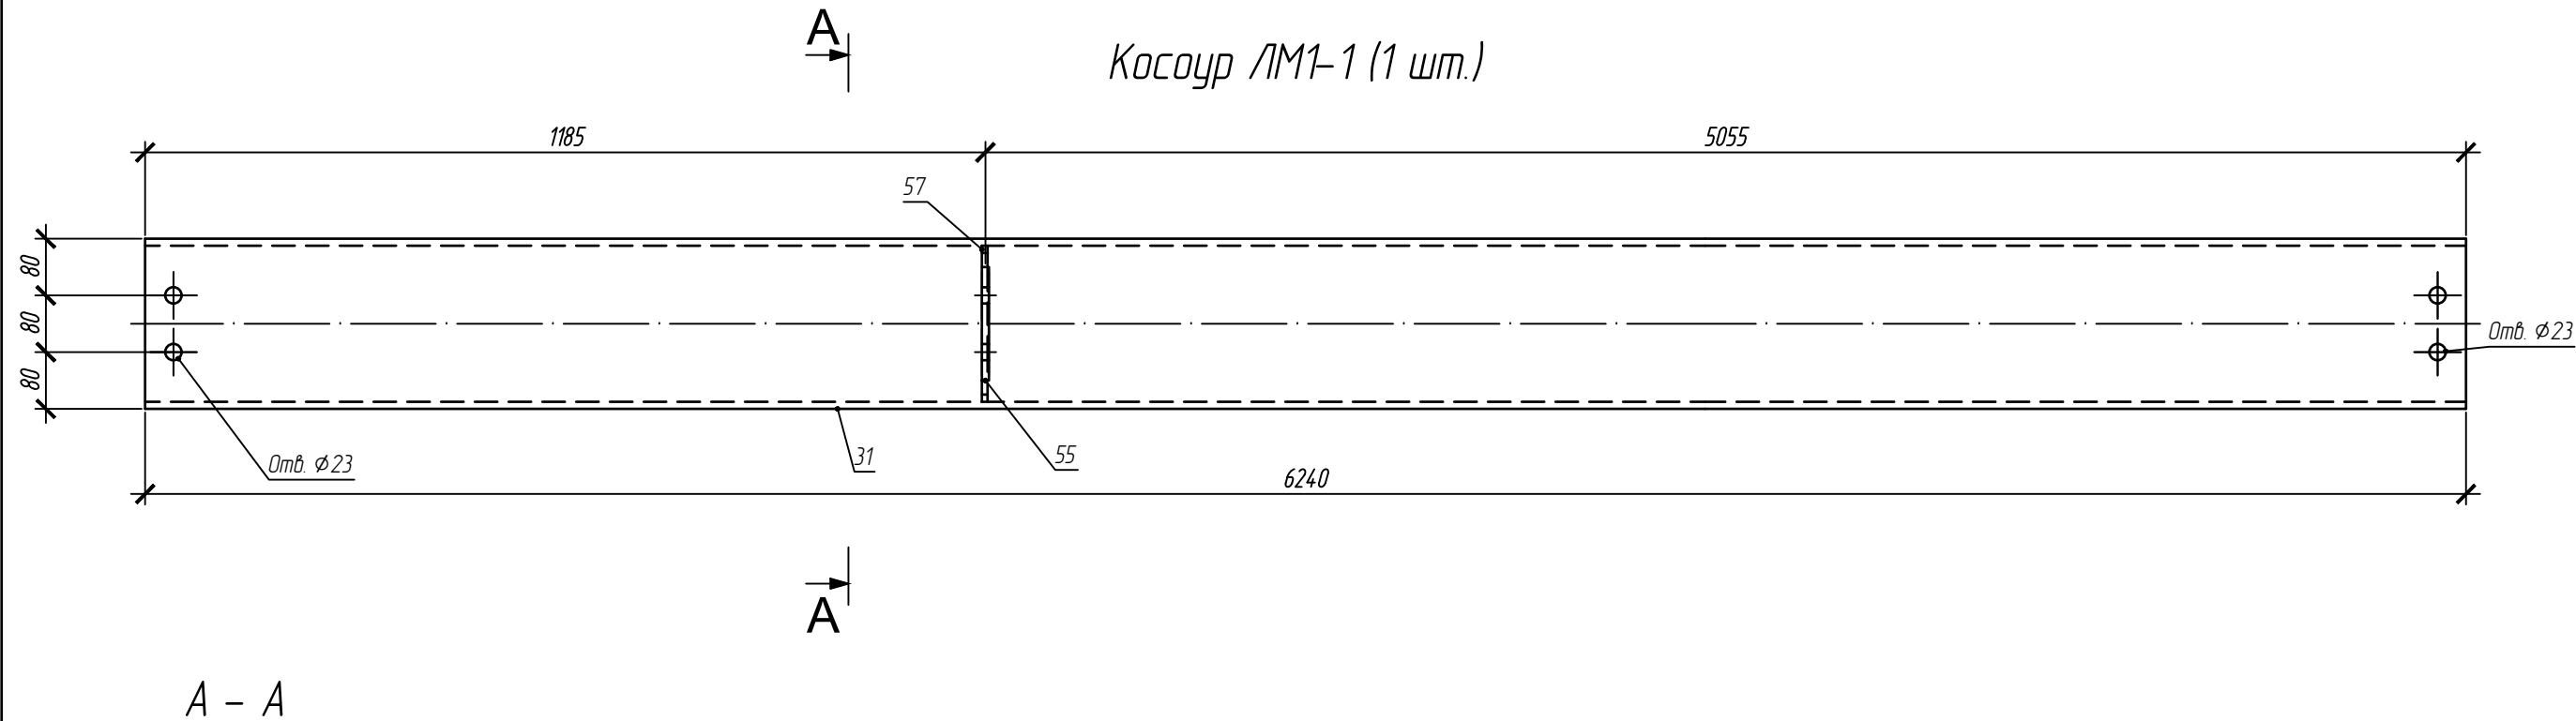 А
Косоур ЛМ1-1 (1 шт.)
1185
5055
57
80
80
80
Отв. ⌀23
Отв. ⌀23
31
55
6240
А
А - А